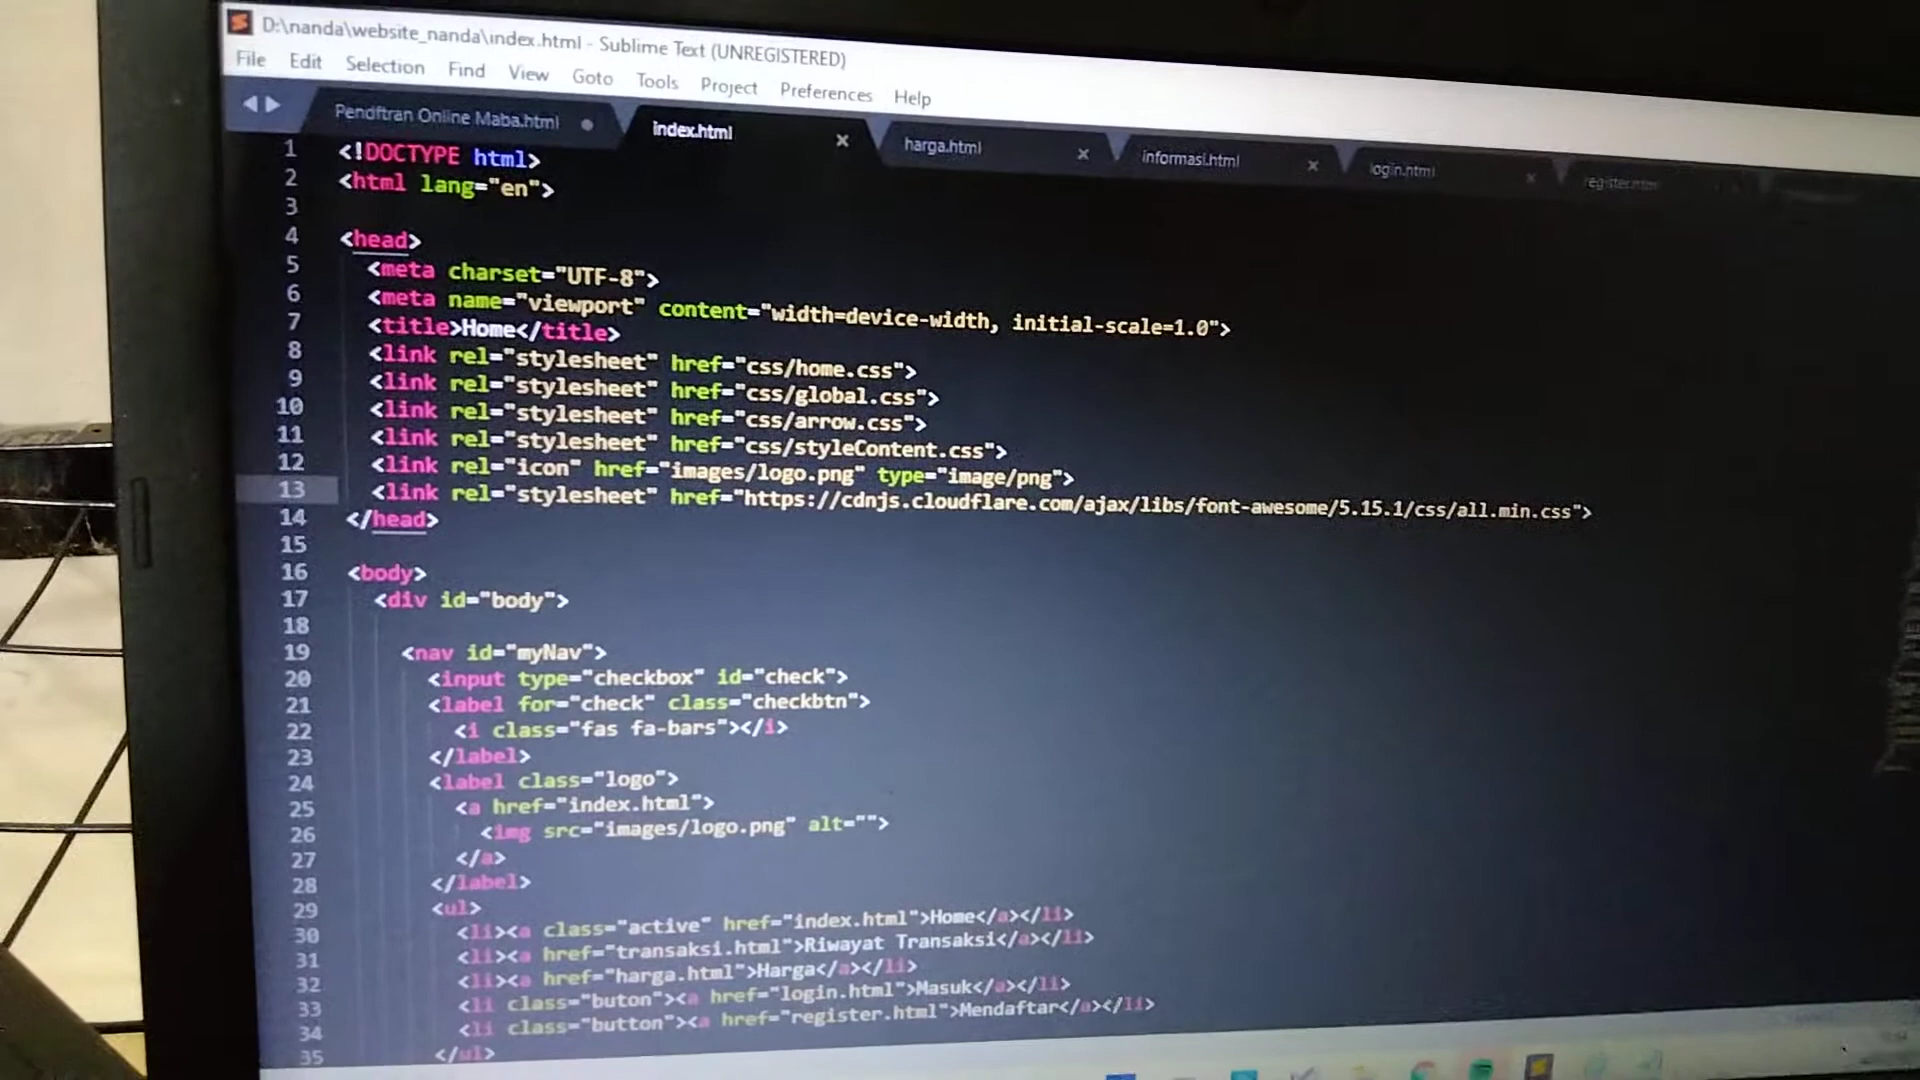 D:\nanda\website_nanda\index.html - Sublime Text (UNREGISTERED)
File Edit Selection Find View Goto Tools Project Preferences Help
Pendftran Online Maba.html index.html harga.html informasi.html login.html register.html
1 <!DOCTYPE html>
2 <html lang="en">
3
4 <head>
5 <meta charset="UTF-8">
6 <meta name="viewport" content="width=device-width, initial-scale=1.0">
7 <title>Home</title>
8 <link rel="stylesheet" href="css/home.css">
9 <link rel="stylesheet" href="css/global.css">
10 <link rel="stylesheet" href="css/arrow.css">
11 <link rel="stylesheet" href="css/styleContent.css">
12 <link rel="icon" href="images/logo.png" type="image/png">
13 <link rel="stylesheet" href="https://cdnjs.cloudflare.com/ajax/libs/font-awesome/5.15.1/css/all.min.css">
14 </head>
15
16 <body>
17 <div id="body">
18
19 <nav id="myNav">
20 <input type="checkbox" id="check">
21 <label for="check" class="checkbtn">
22 <i class="fas fa-bars"></i>
23 </label>
24 <label class="logo">
25 <a href="index.html">
26 <img src="images/logo.png" alt="">
27 </a>
28 </label>
29 <ul>
30 <li><a class="active" href="index.html">Home</a></li>
31 <li><a href="transaksi.html">Riwayat Transaksi</a></li>
32 <li><a href="harga.html">Harga</a></li>
33 <li class="buton"><a href="login.html">Masuk</a></li>
34 <li class="button"><a href="register.html">Mendaftar</a></li>
35 </ul>